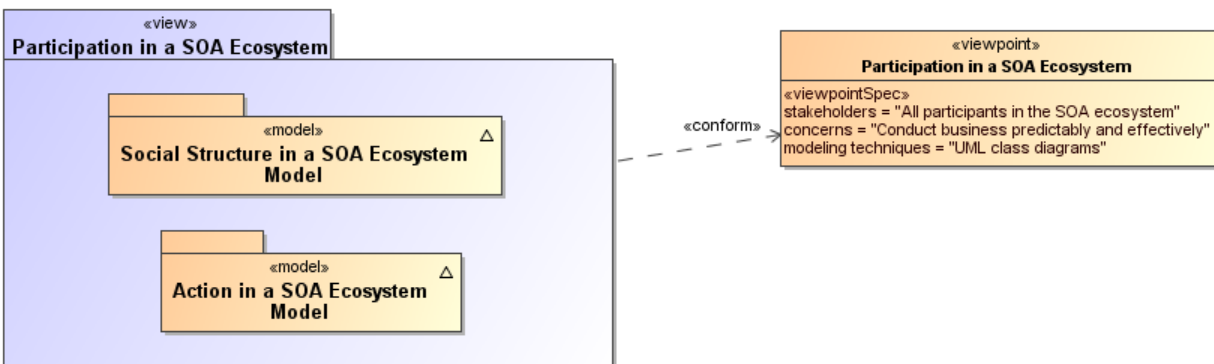 «view»
Participation in a SOA Ecosystem
«model»
Social Structure in a SOA Ecosystem
Model
«model»
Action in a SOA Ecosystem
Model
«conform»
«viewpoint»
Participation in a SOA Ecosystem
«viewpointSpec»
stakeholders = "All participants in the SOA ecosystem"
concerns = "Conduct business predictably and effectively"
modeling techniques = "UML class diagrams"